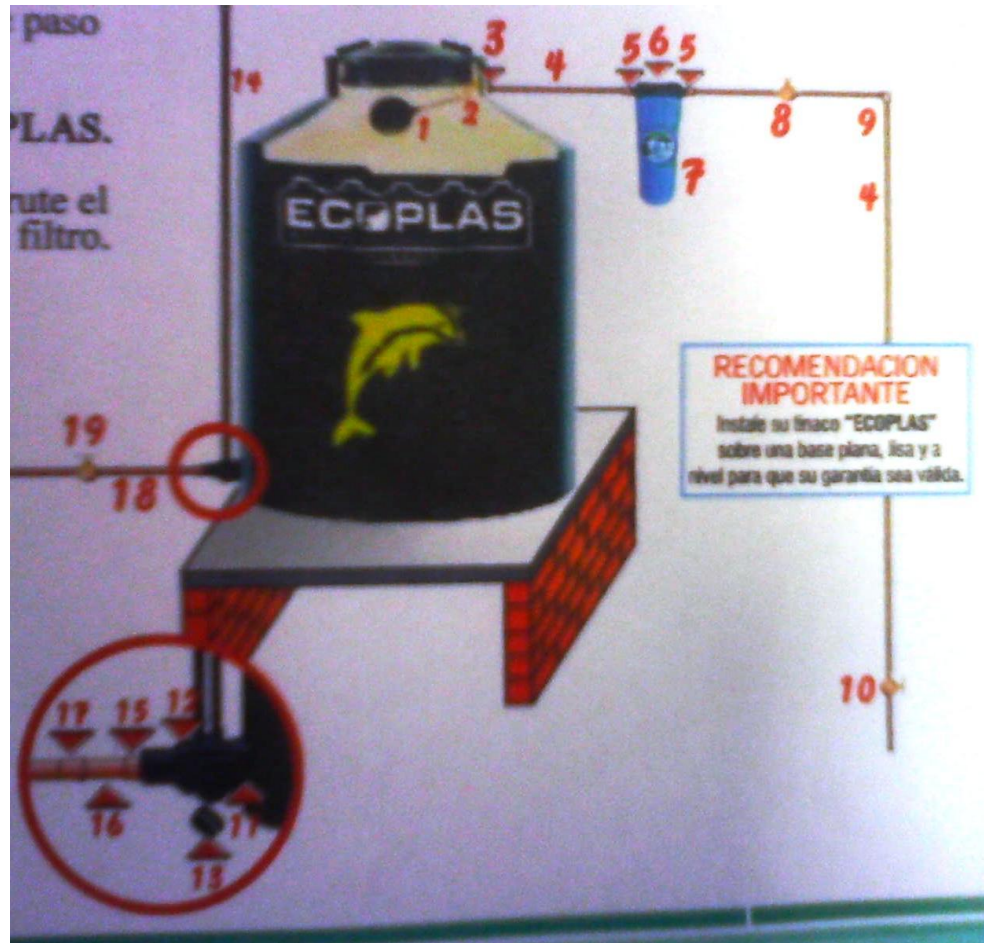 paso
PLAS.
rute el
filtro.
14
3
4
5 6 5
1
2
8
9
7
4
ECOPLAS
RECOMENDACION
IMPORTANTE
Instale su tinaco "ECOPLAS"
sobre una base plana, lisa y a
nivel para que su garantía sea válida.
19
18
10
17 15 12
16
11
13